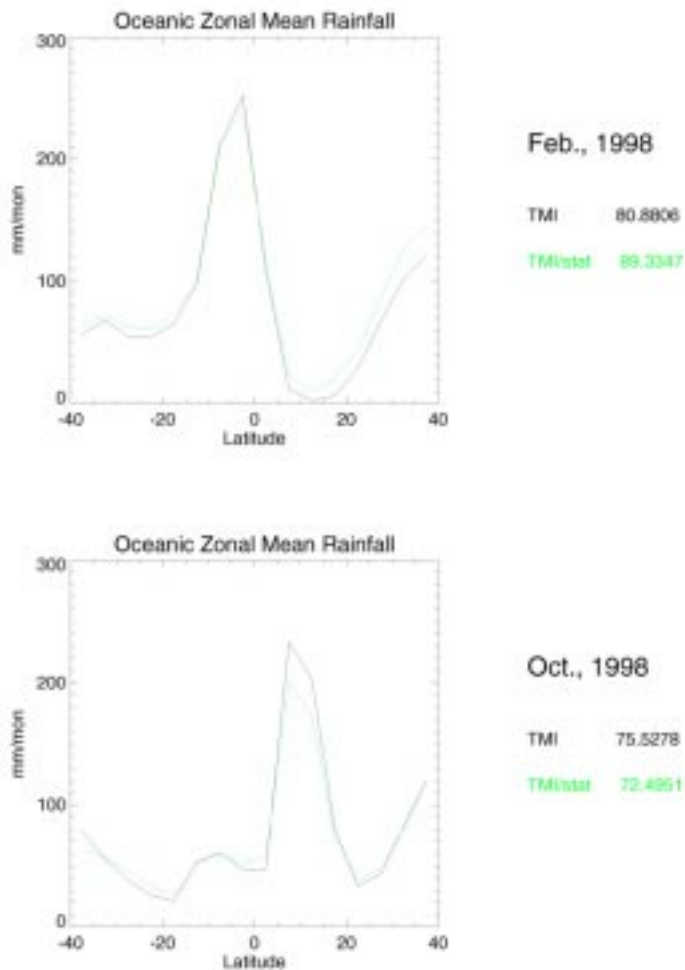 Oceanic Zonal Mean Rainfall
300
200
100
0
mm/mon
-40
-20
0
20
40
Latitude
Feb., 1998
TMI 80.8806
TMI/stat 89.3347
Oceanic Zonal Mean Rainfall
300
200
100
0
mm/mon
-40
-20
0
20
40
Latitude
Oct., 1998
TMI 75.5278
TMI/stat 72.4951